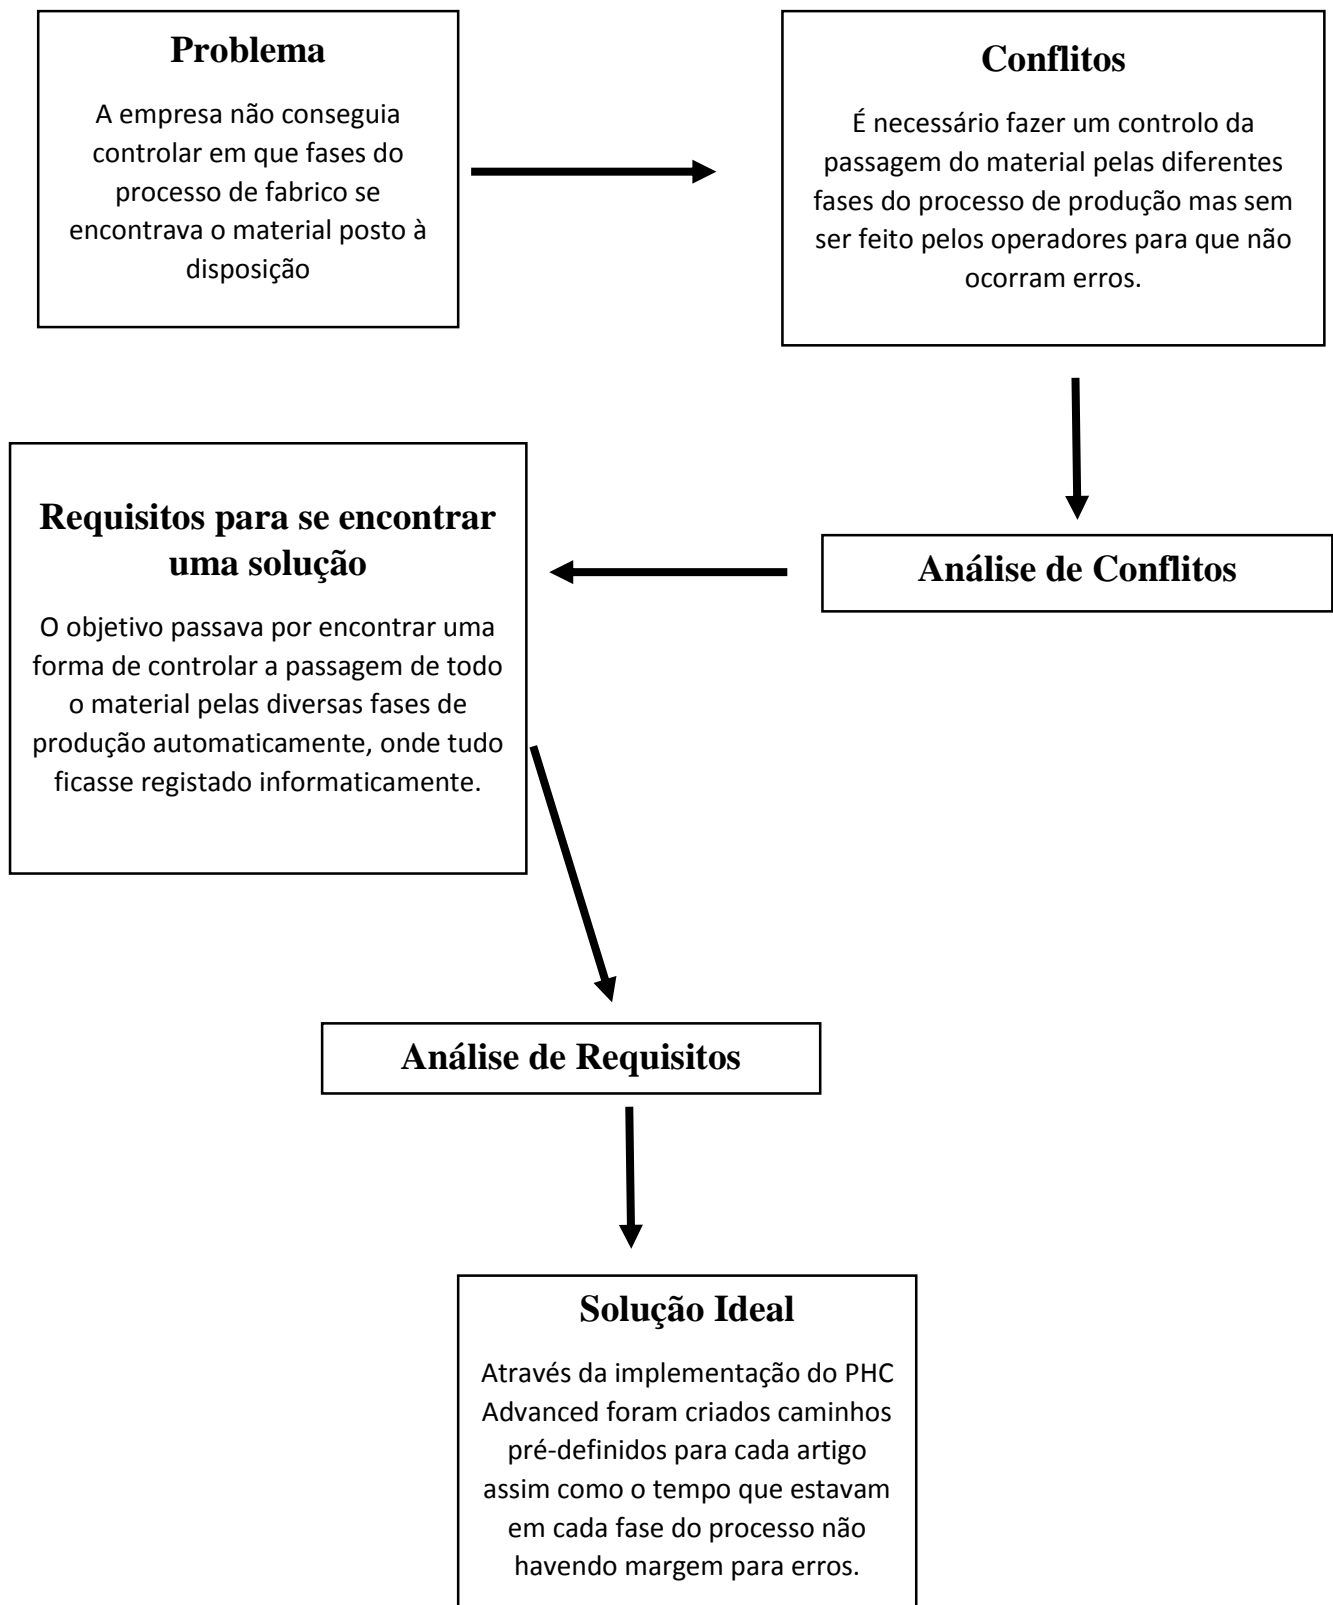 Problema
A empresa não conseguia
controlar em que fases do
processo de fabrico se
encontrava o material posto à
disposição
Conflitos
É necessário fazer um controlo da
passagem do material pelas diferentes
fases do processo de produção mas sem
ser feito pelos operadores para que não
ocorram erros.
Análise de Conflitos
Requisitos para se encontrar
uma solução
O objetivo passava por encontrar uma
forma de controlar a passagem de todo
o material pelas diversas fases de
produção automaticamente, onde tudo
ficasse registado informaticamente.
Análise de Requisitos
Solução Ideal
Através da implementação do PHC
Advanced foram criados caminhos
pré-definidos para cada artigo
assim como o tempo que estavam
em cada fase do processo não
havendo margem para erros.